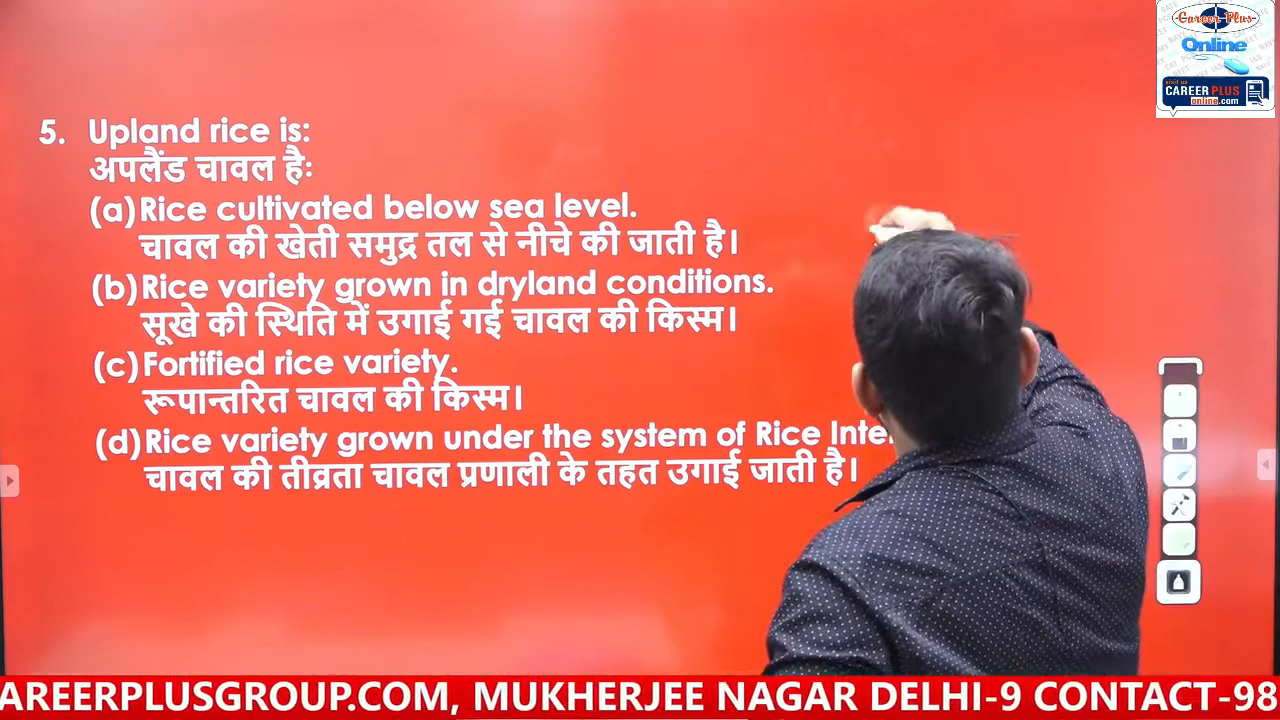 Career Plus
Online
visit us
CAREER PLUS
online.com
5. Upland rice is:
अपलैंड चावल हैः
(a) Rice cultivated below sea level.
चावल की खेती समुद्र तल से नीचे की जाती है।
(b) Rice variety grown in dryland conditions.
सूखे की स्थिति में उगाई गई चावल की किस्म।
(c) Fortified rice variety.
रूपान्तरित चावल की किस्म।
(d) Rice variety grown under the system of Rice
चावल की तीव्रता चावल प्रणाली के तहत उगाई जाती है।
AREERPLUSGROUP.COM, MUKHERJEE NAGAR DELHI-9 CONTACT-98